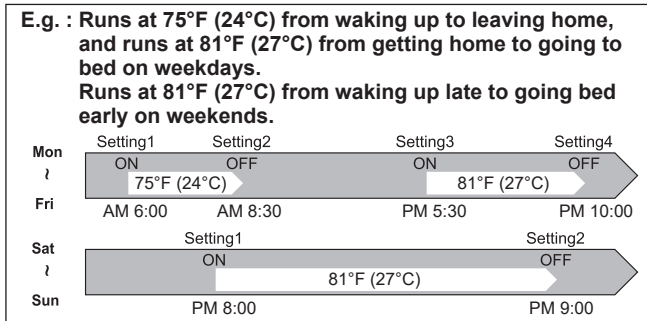 E.g. : Runs at 75°F (24°C) from waking up to leaving home,
and runs at 81°F (27°C) from getting home to going to
bed on weekdays.
Runs at 81°F (27°C) from waking up late to going bed
early on weekends.
Setting1 Setting2 Setting3 Setting4
Mon
ON OFF ON OFF
~
75°F (24°C) 81°F (27°C)
Fri
AM 6:00 AM 8:30 PM 5:30 PM 10:00
Setting1 Setting2
Sat
ON OFF
~
81°F (27°C)
Sun
PM 8:00 PM 9:00